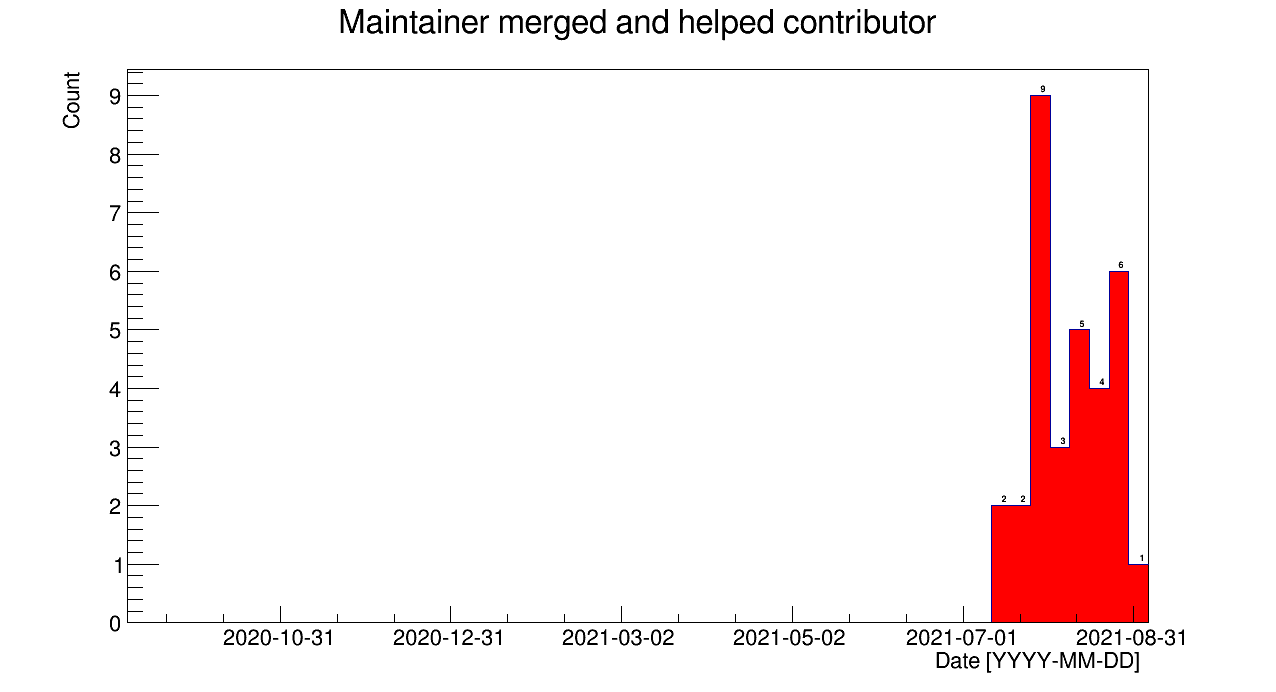 Maintainer merged and helped contributor
Count
9
8
7
6
5
4
3
2
1
0
2 2 9 3 5 4 6 1
2020-10-31 2020-12-31 2021-03-02 2021-05-02 2021-07-01 2021-08-31
Date [YYYY-MM-DD]